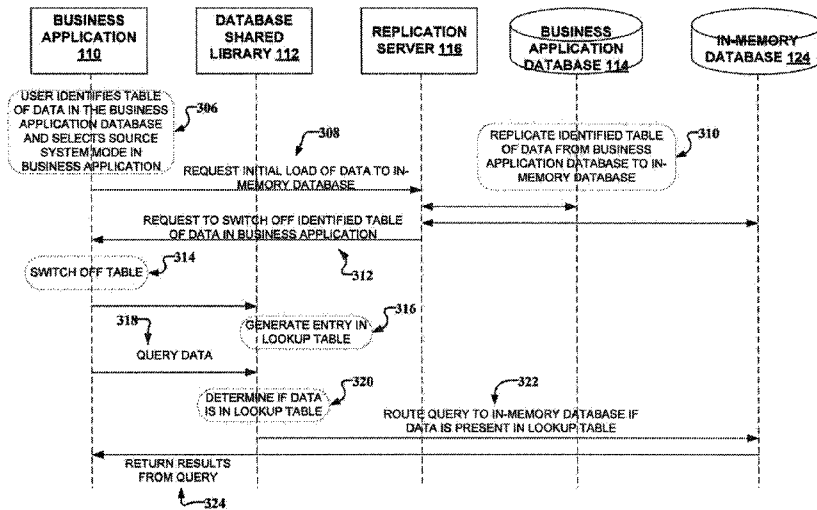 BUSINESS
APPLICATION
110
DATABASE
SHARED
LIBRARY 112
REPLICATION
SERVER 116
BUSINESS
APPLICATION
DATABASE 114
IN-MEMORY
DATABASE 124
USER IDENTIFIES TABLE
OF DATA IN THE BUSINESS
APPLICATION DATABASE
AND SELECTS SOURCE
SYSTEM MODE IN
BUSINESS APPLICATION
306
308
REPLICATE IDENTIFIED TABLE
OF DATA FROM BUSINESS
APPLICATION DATABASE TO IN-
MEMORY DATABASE
310
REQUEST INITIAL LOAD OF DATA TO IN-
MEMORY DATABASE
REQUEST TO SWITCH OFF IDENTIFIED TABLE
OF DATA IN BUSINESS APPLICATION
312
SWITCH OFF TABLE
314
GENERATE ENTRY IN
LOOKUP TABLE
316
318
QUERY DATA
DETERMINE IF DATA
IS IN LOOKUP TABLE
320
322
ROUTE QUERY TO IN-MEMORY DATABASE IF
DATA IS PRESENT IN LOOKUP TABLE
RETURN RESULTS
FROM QUERY
324